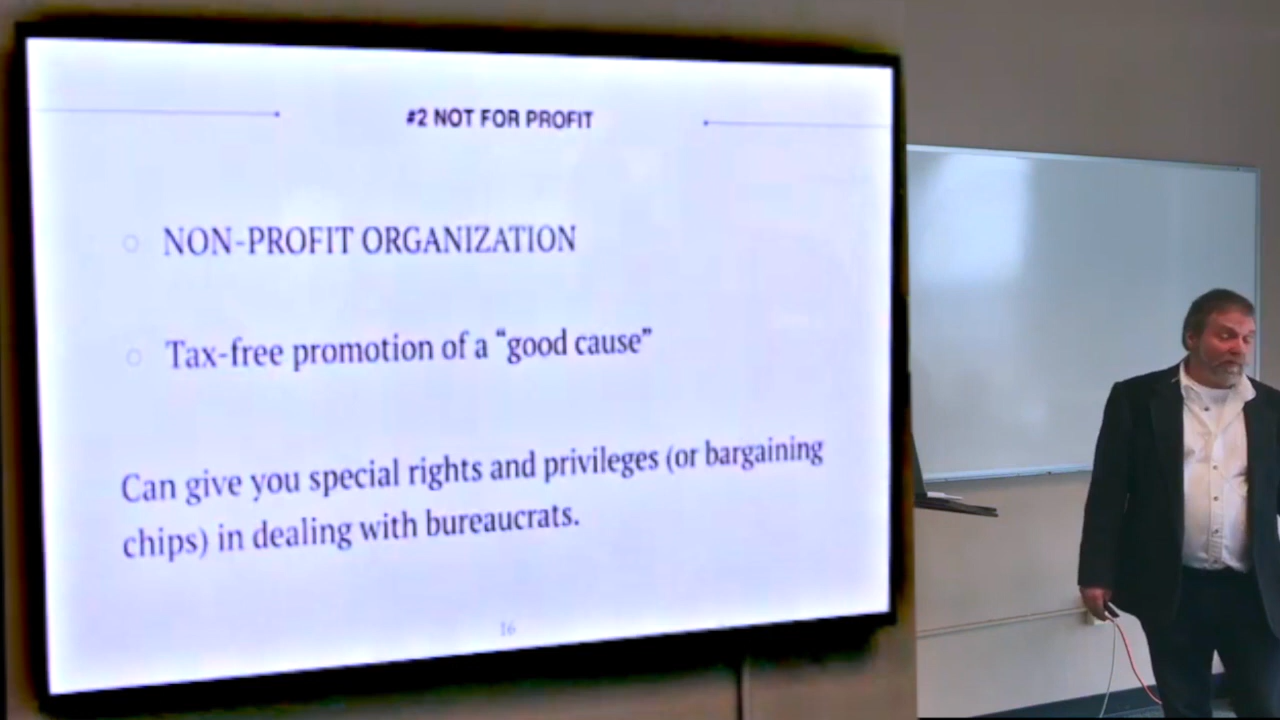 #2 NOT FOR PROFIT
NON-PROFIT ORGANIZATION
Tax-free promotion of a “good cause”
Can give you special rights and privileges (or bargaining
chips) in dealing with bureaucrats.
16